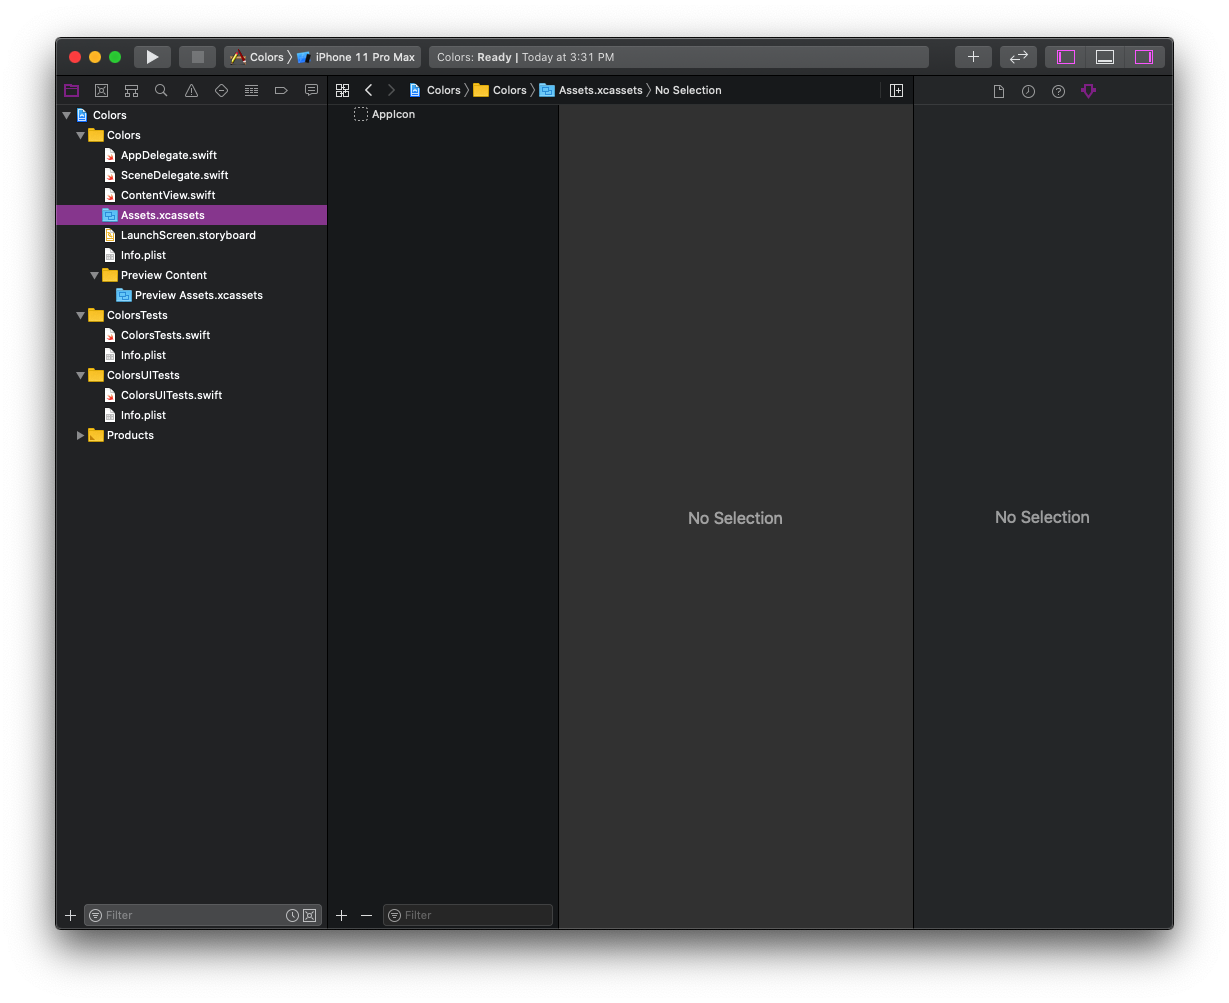 Colors 〉 iPhone 11 Pro Max
Colors: Ready | Today at 3:31 PM
Colors 〉 Colors 〉 Assets.xcassets 〉 No Selection
Colors
Colors
AppDelegate.swift
SceneDelegate.swift
ContentView.swift
Assets.xcassets
LaunchScreen.storyboard
Info.plist
Preview Content
Preview Assets.xcassets
ColorsTests
ColorsTests.swift
Info.plist
ColorsUITests
ColorsUITests.swift
Info.plist
Products
Filter
AppIcon
Filter
No Selection
No Selection